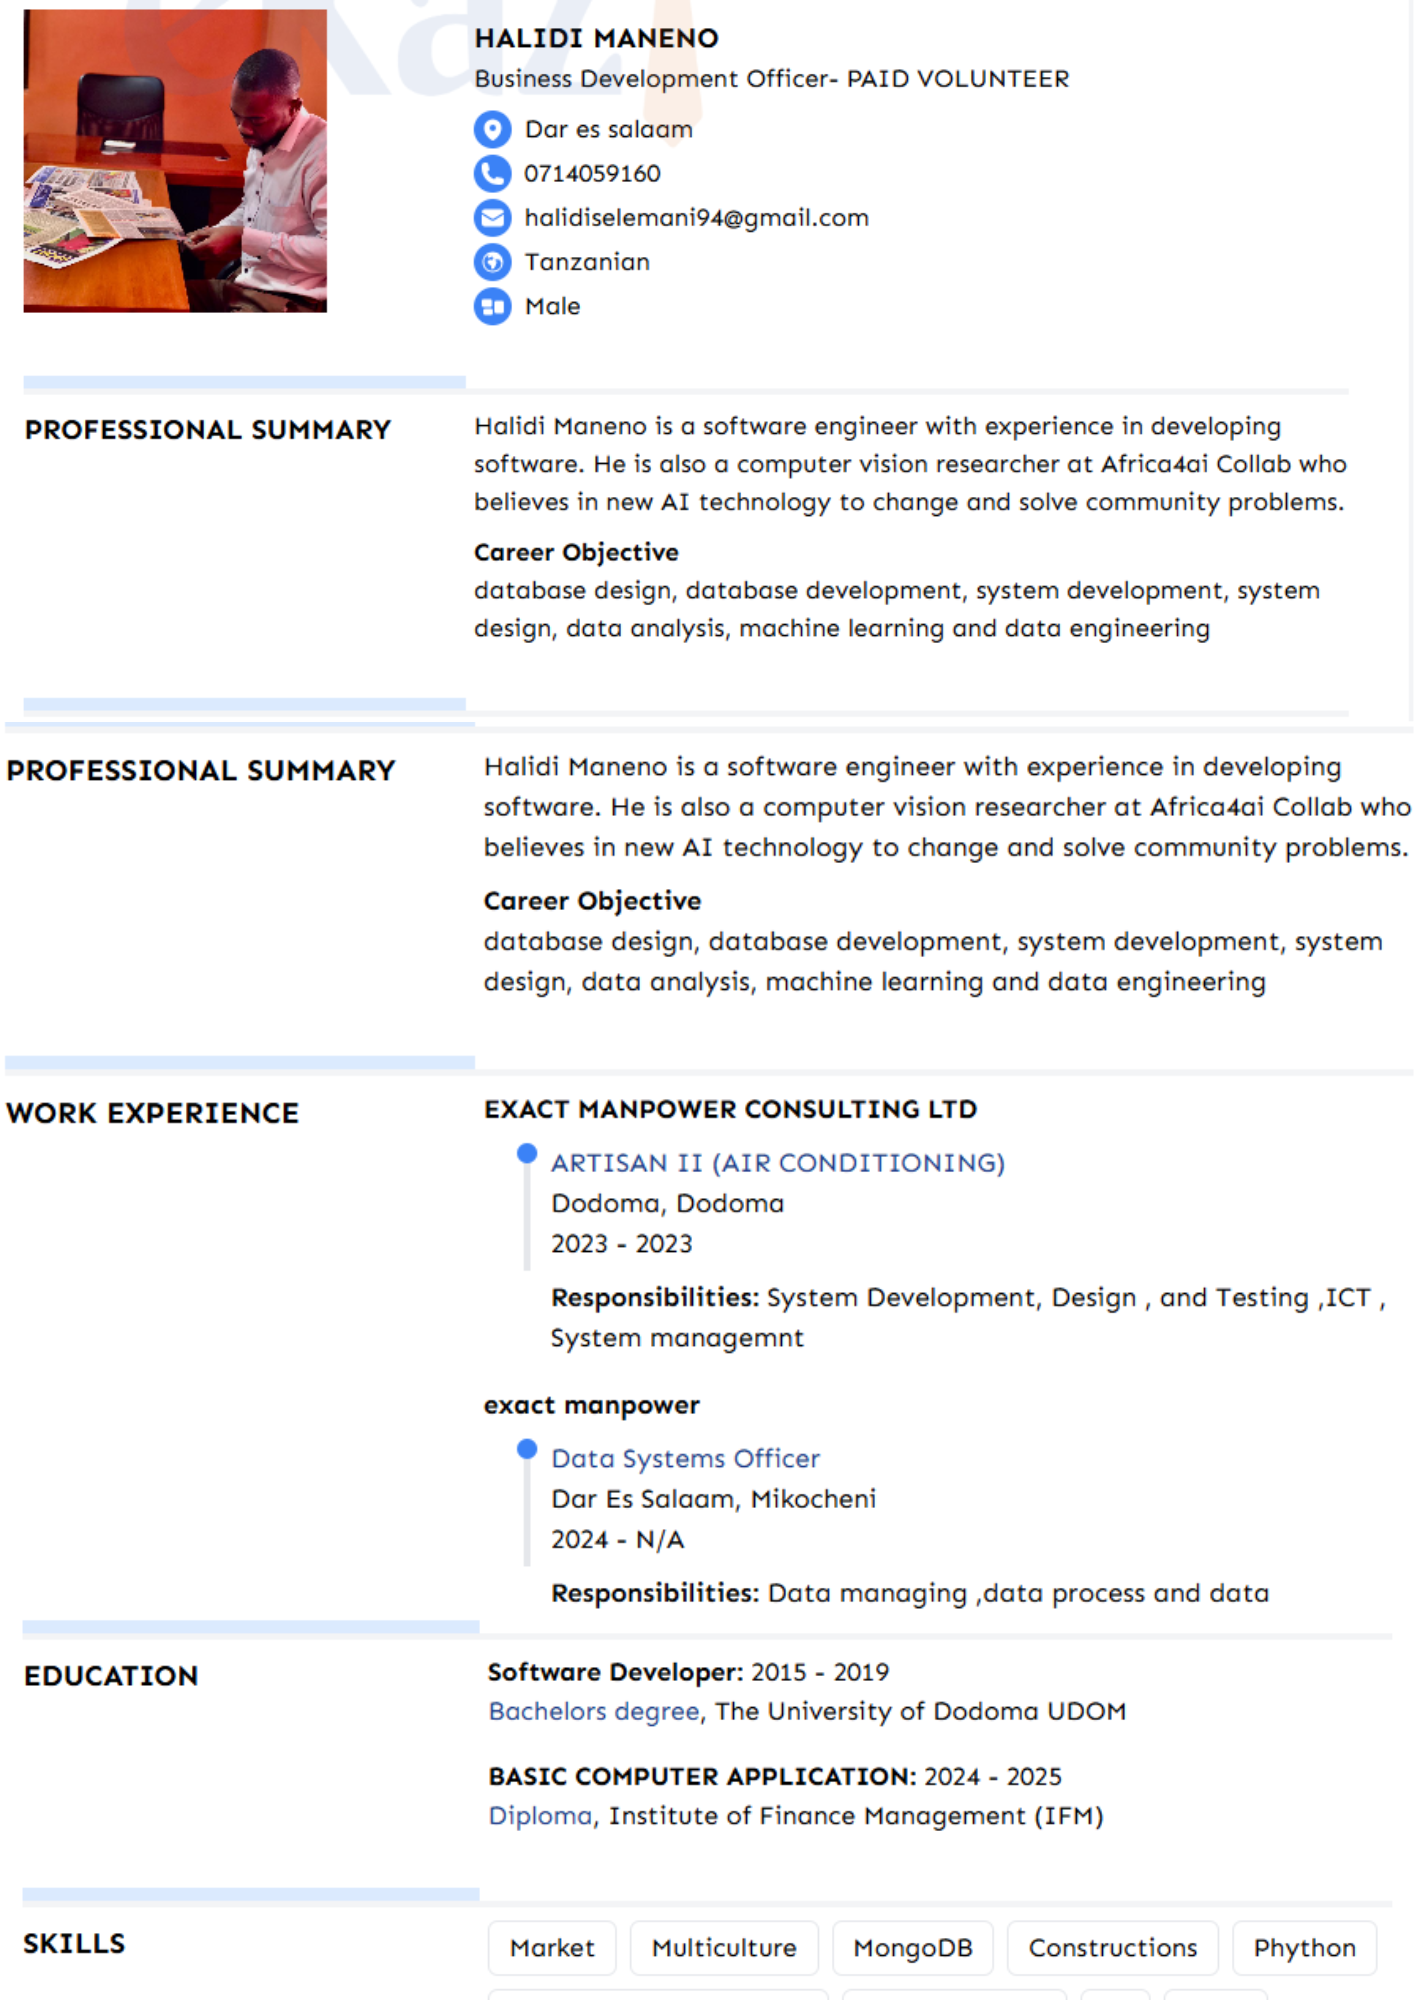 ekazi
HALIDI MANENO
Business Development Officer- PAID VOLUNTEER
Dar es salaam
0714059160
halidiselemani94@gmail.com
Tanzanian
Male
PROFESSIONAL SUMMARY
Halidi Maneno is a software engineer with experience in developing
software. He is also a computer vision researcher at Africa4ai Collab who
believes in new AI technology to change and solve community problems.
Career Objective
database design, database development, system development, system
design, data analysis, machine learning and data engineering
PROFESSIONAL SUMMARY
Halidi Maneno is a software engineer with experience in developing
software. He is also a computer vision researcher at Africa4ai Collab who
believes in new AI technology to change and solve community problems.
Career Objective
database design, database development, system development, system
design, data analysis, machine learning and data engineering
WORK EXPERIENCE
EXACT MANPOWER CONSULTING LTD
ARTISAN II (AIR CONDITIONING)
Dodoma, Dodoma
2023 - 2023
Responsibilities: System Development, Design , and Testing ,ICT ,
System managemnt
exact manpower
Data Systems Officer
Dar Es Salaam, Mikocheni
2024 - N/A
Responsibilities: Data managing ,data process and data
EDUCATION
Software Developer: 2015 - 2019
Bachelors degree, The University of Dodoma UDOM
BASIC COMPUTER APPLICATION: 2024 - 2025
Diploma, Institute of Finance Management (IFM)
SKILLS
Market Multiculture MongoDB Constructions Phython